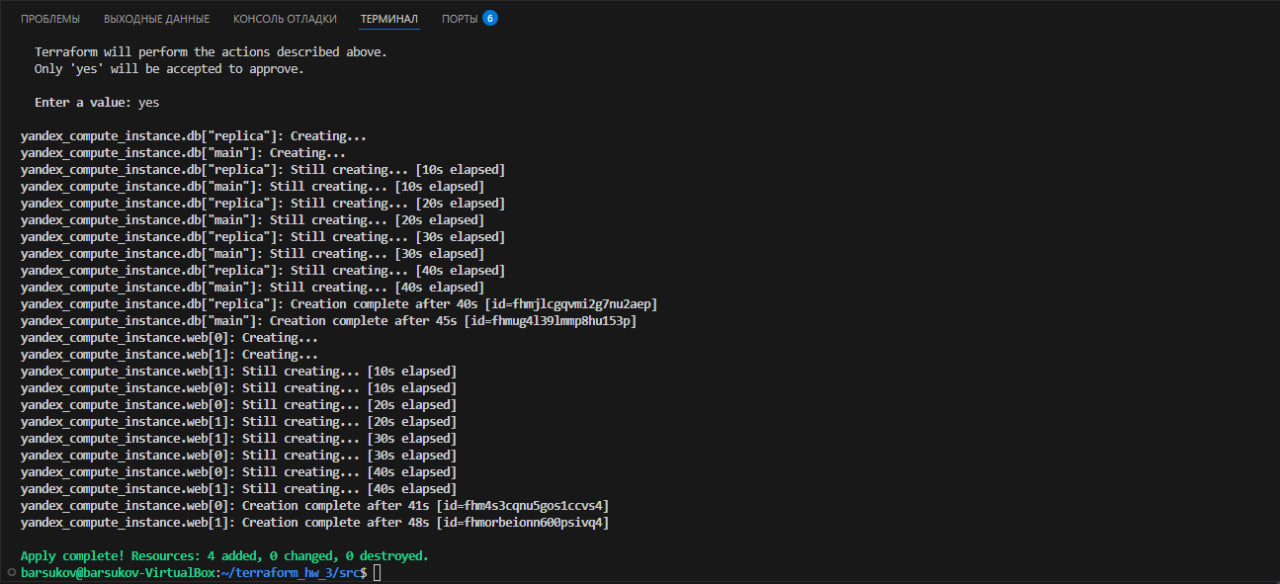 ПРОБЛЕМЫ ВЫХОДНЫЕ ДАННЫЕ КОНСОЛЬ ОТЛАДКИ ТЕРМИНАЛ ПОРТЫ 6
Terraform will perform the actions described above.
Only 'yes' will be accepted to approve.
Enter a value: yes
yandex_compute_instance.db["replica"]: Creating...
yandex_compute_instance.db["main"]: Creating...
yandex_compute_instance.db["replica"]: Still creating... [10s elapsed]
yandex_compute_instance.db["main"]: Still creating... [10s elapsed]
yandex_compute_instance.db["replica"]: Still creating... [20s elapsed]
yandex_compute_instance.db["main"]: Still creating... [20s elapsed]
yandex_compute_instance.db["replica"]: Still creating... [30s elapsed]
yandex_compute_instance.db["main"]: Still creating... [30s elapsed]
yandex_compute_instance.db["replica"]: Still creating... [40s elapsed]
yandex_compute_instance.db["main"]: Still creating... [40s elapsed]
yandex_compute_instance.db["replica"]: Creation complete after 40s [id=fhmjlcgqvmi2g7nu2aep]
yandex_compute_instance.db["main"]: Creation complete after 45s [id=fhmug4l39lmmp8hu153p]
yandex_compute_instance.web[0]: Creating...
yandex_compute_instance.web[1]: Creating...
yandex_compute_instance.web[1]: Still creating... [10s elapsed]
yandex_compute_instance.web[0]: Still creating... [10s elapsed]
yandex_compute_instance.web[0]: Still creating... [20s elapsed]
yandex_compute_instance.web[1]: Still creating... [20s elapsed]
yandex_compute_instance.web[1]: Still creating... [30s elapsed]
yandex_compute_instance.web[0]: Still creating... [30s elapsed]
yandex_compute_instance.web[0]: Still creating... [40s elapsed]
yandex_compute_instance.web[1]: Still creating... [40s elapsed]
yandex_compute_instance.web[0]: Creation complete after 41s [id=fhm4s3cqnu5gos1ccvs4]
yandex_compute_instance.web[1]: Creation complete after 48s [id=fhmorbeionn600psivq4]
Apply complete! Resources: 4 added, 0 changed, 0 destroyed.
barsukov@barsukov-VirtualBox:~/terraform_hw_3/src$